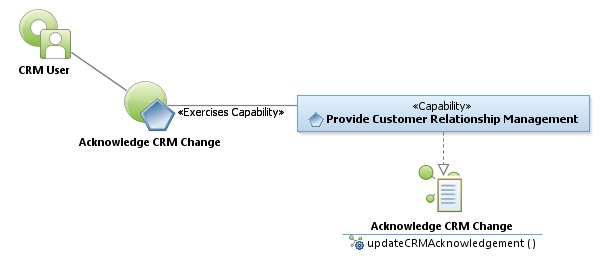 CRM User
«Exercises Capability»
Acknowledge CRM Change
«Capability»
Provide Customer Relationship Management
Acknowledge CRM Change
updateCRMAcknowledgement ( )